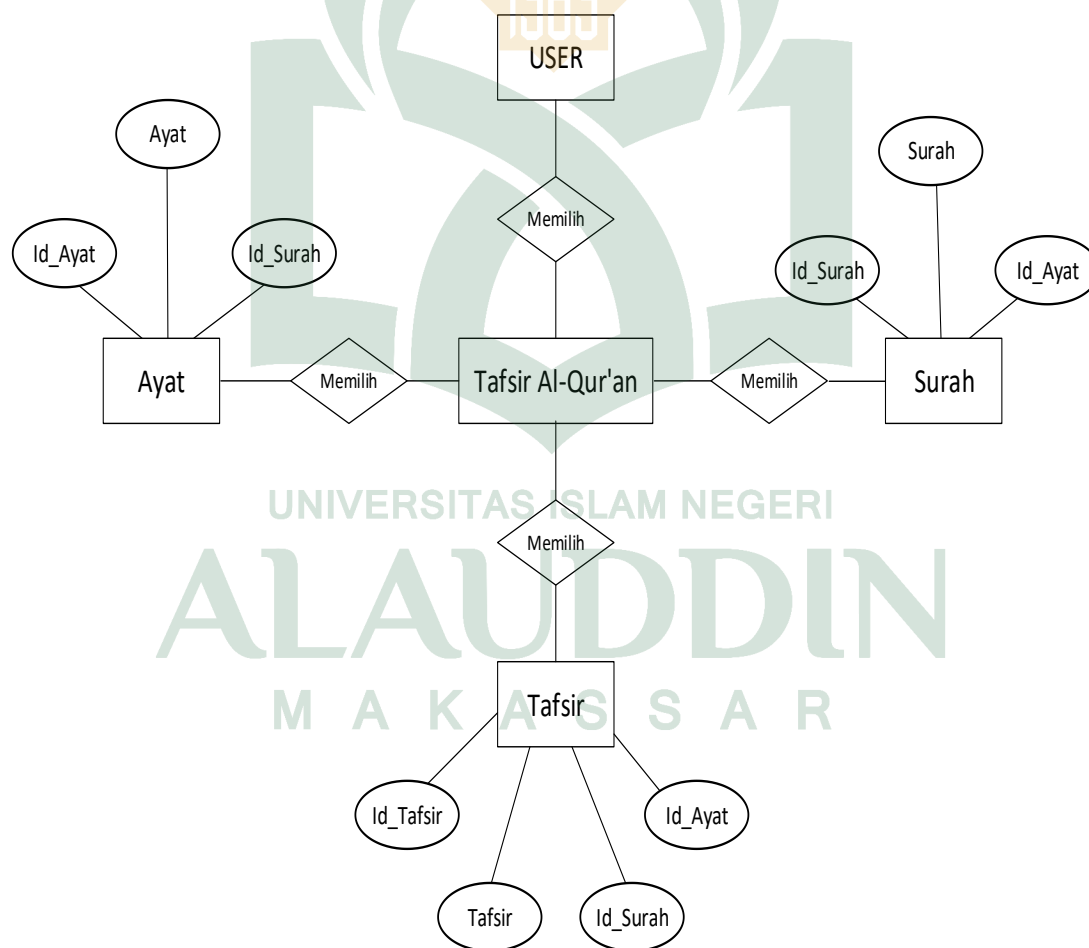 USER
Ayat
Surah
Memilih
Id_Ayat
Id_Surah
Id_Surah
Id_Ayat
Ayat
Memilih
Tafsir Al-Qur'an
Memilih
Surah
UNIVERSITAS ISLAM NEGERI
Memilih
ALAUDDIN
MAKASSAR
Tafsir
Id_Tafsir
Id_Ayat
Tafsir
Id_Surah